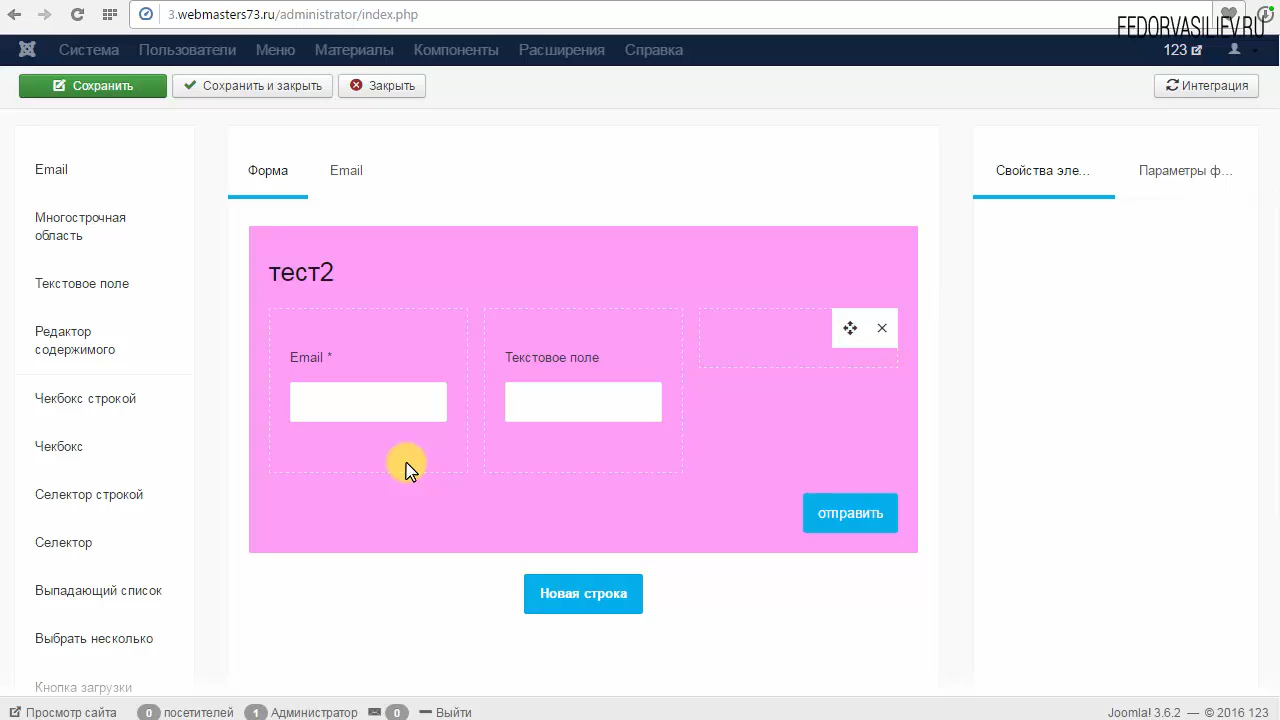 3.webmasters73.ru/administrator/index.php
FEDORVASILIEV.RU
Система Пользователи Меню Материалы Компоненты Расширения Справка 123
Сохранить Сохранить и закрыть Закрыть Интеграция
Email
Многострочная
область
Текстовое поле
Редактор
содержимого
Чекбокс строкой
Чекбокс
Селектор строкой
Селектор
Выпадающий список
Выбрать несколько
Кнопка загрузки
Форма Email
тест2
Email * Текстовое поле
отправить
Новая строка
Свойства эле... Параметры ф...
Просмотр сайта 0 посетителей 1 Администратор 0 Выйти Joomla! 3.6.2 — © 2016 123